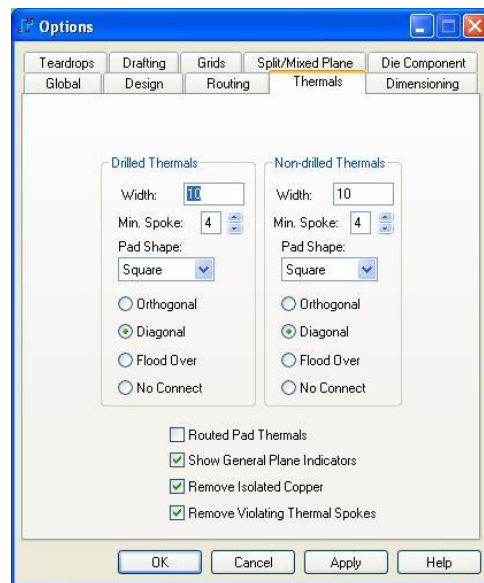 Options
Teardrops Drafting Grids Split/Mixed Plane Die Component
Global Design Routing Thermals Dimensioning
Drilled Thermals
Width: 10
Min. Spoke: 4
Pad Shape:
Square
Orthogonal
Diagonal
Flood Over
No Connect
Non-drilled Thermals
Width: 10
Min. Spoke: 4
Pad Shape:
Square
Orthogonal
Diagonal
Flood Over
No Connect
Routed Pad Thermals
Show General Plane Indicators
Remove Isolated Copper
Remove Violating Thermal Spokes
OK Cancel Apply Help